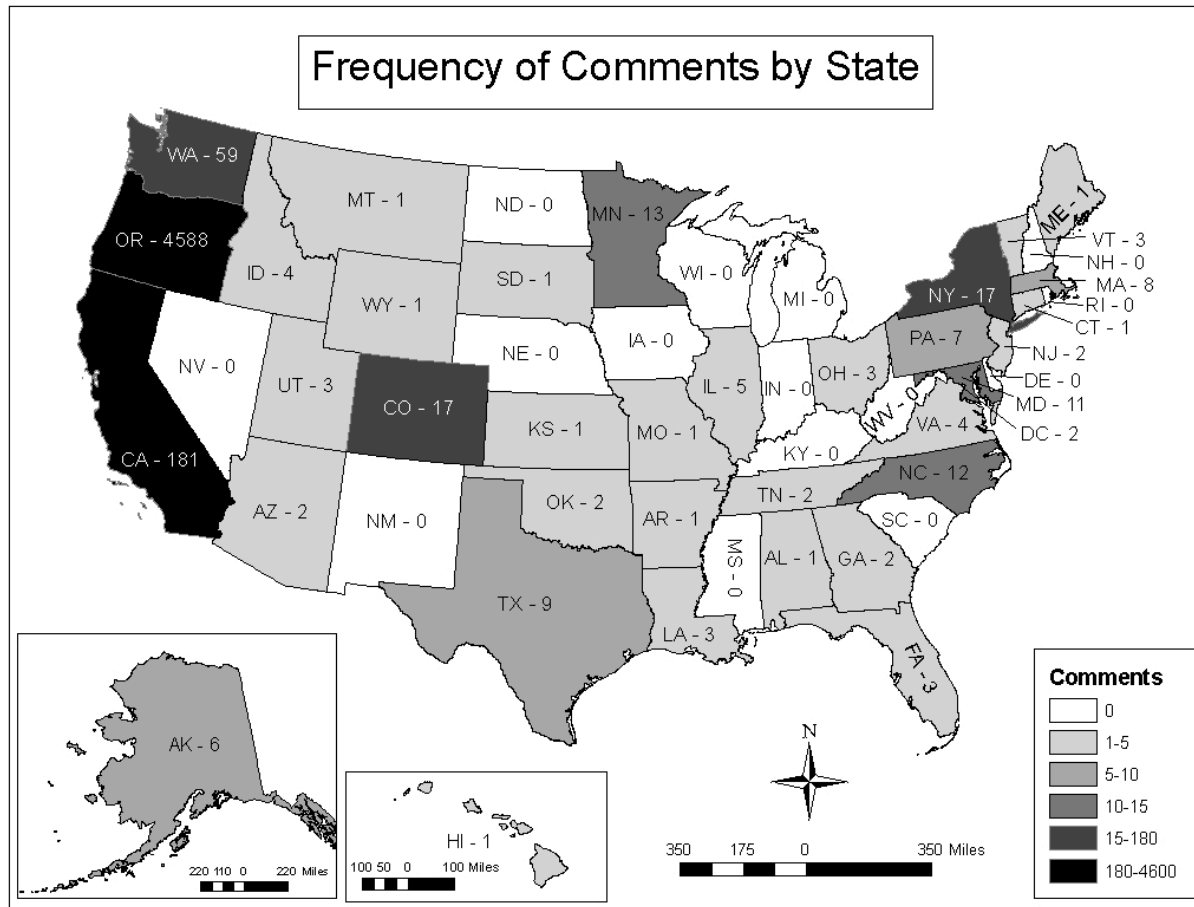 Frequency of Comments by State
WA - 59
MT - 1
ND - 0
MN - 13
ME - 1
OR - 4588
ID - 4
WY - 1
SD - 1
WI - 0
MI - 0
NY - 17
VT - 3
NH - 0
MA - 8
RI - 0
CT - 1
NV - 0
UT - 3
CO - 17
NE - 0
IA - 0
IL - 5
IN - 0
OH - 3
PA - 7
NJ - 2
DE - 0
MD - 11
DC - 2
WV - 0
VA - 4
CA - 181
KS - 1
MO - 1
KY - 0
NC - 12
AZ - 2
NM - 0
OK - 2
AR - 1
TN - 2
SC - 0
MS - 0
AL - 1
GA - 2
TX - 9
LA - 3
FA - 3
AK - 6
220 110 0 220 Miles
HI - 1
100 50 0 100 Miles
N
350 175 0 350 Miles
Comments
0
1-5
5-10
10-15
15-180
180-4600